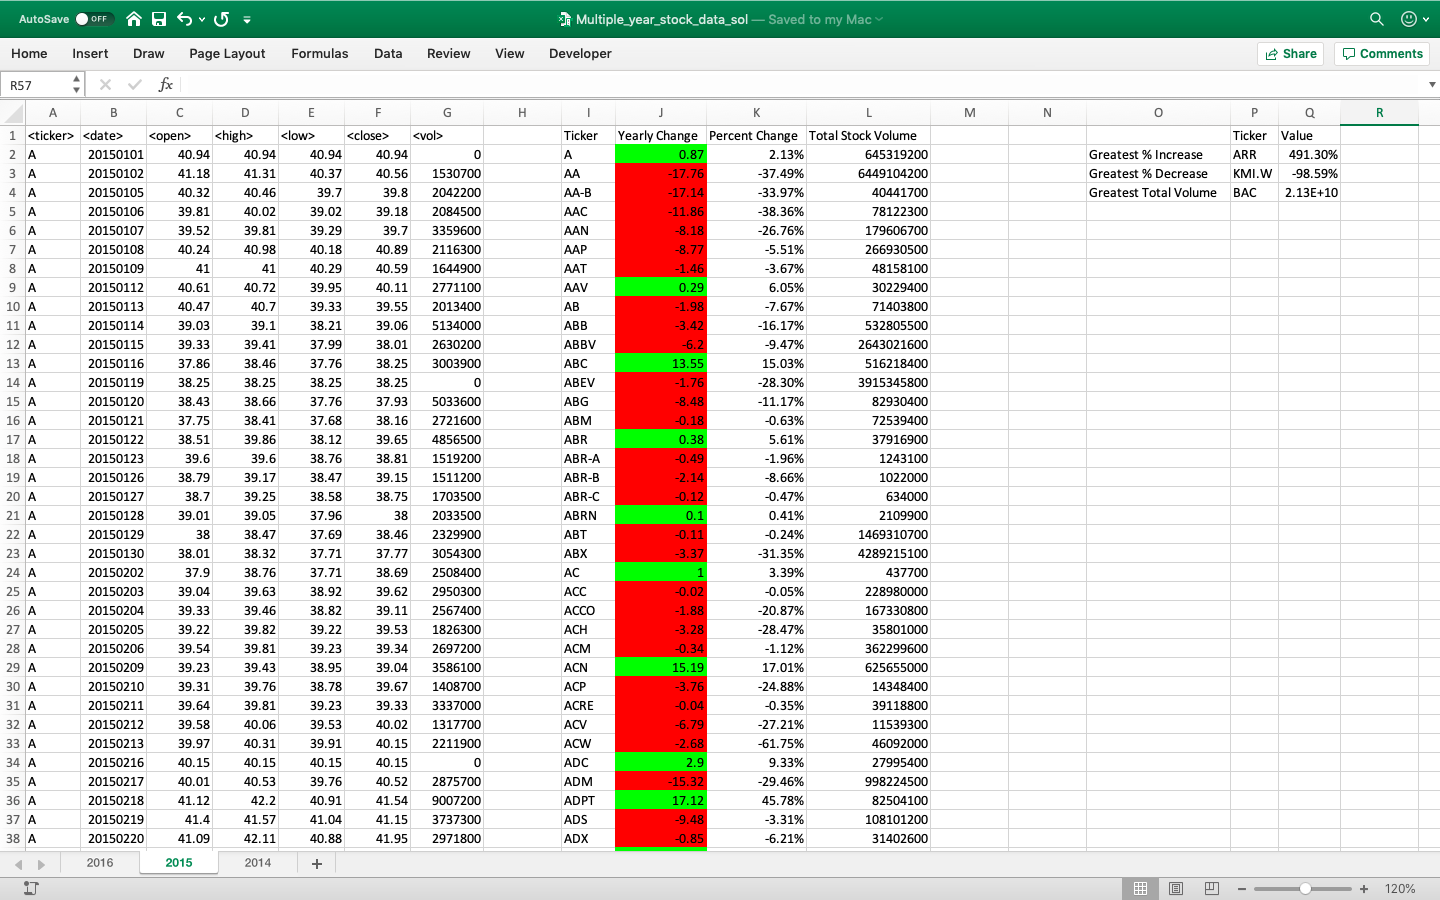 AutoSave OFF Multiple_year_stock_data_sol — Saved to my Mac
Home Insert Draw Page Layout Formulas Data Review View Developer Share Comments
R57 fx
A B C D E F G H I J K L M N O P Q R
1 <ticker> <date> <open> <high> <low> <close> <vol> Ticker Yearly Change Percent Change Total Stock Volume Ticker Value
2 A 20150101 40.94 40.94 40.94 40.94 0 A 0.87 2.13% 645319200 Greatest % Increase ARR 491.30%
3 A 20150102 41.18 41.31 40.37 40.56 1530700 AA -17.76 -37.49% 6449104200 Greatest % Decrease KMI.W -98.59%
4 A 20150105 40.32 40.46 39.7 39.8 2042200 AA-B -17.14 -33.97% 40441700 Greatest Total Volume BAC 2.13E+10
5 A 20150106 39.81 40.02 39.02 39.18 2084500 AAC -11.86 -38.36% 78122300
6 A 20150107 39.52 39.81 39.29 39.7 3359600 AAN -8.18 -26.76% 179606700
7 A 20150108 40.24 40.98 40.18 40.89 2116300 AAP -8.77 -5.51% 266930500
8 A 20150109 41 41 40.29 40.59 1644900 AAT -1.46 -3.67% 48158100
9 A 20150112 40.61 40.72 39.95 40.11 2771100 AAV 0.29 6.05% 30229400
10 A 20150113 40.47 40.7 39.33 39.55 2013400 AB -1.98 -7.67% 71403800
11 A 20150114 39.03 39.1 38.21 39.06 5134000 ABB -3.42 -16.17% 532805500
12 A 20150115 39.33 39.41 37.99 38.01 2630200 ABBV -6.2 -9.47% 2643021600
13 A 20150116 37.86 38.46 37.76 38.25 3003900 ABC 13.55 15.03% 516218400
14 A 20150119 38.25 38.25 38.25 38.25 0 ABEV -1.76 -28.30% 3915345800
15 A 20150120 38.43 38.66 37.76 37.93 5033600 ABG -8.48 -11.17% 82930400
16 A 20150121 37.75 38.41 37.68 38.16 2721600 ABM -0.18 -0.63% 72539400
17 A 20150122 38.51 39.86 38.12 39.65 4856500 ABR 0.38 5.61% 37916900
18 A 20150123 39.6 39.6 38.76 38.81 1519200 ABR-A -0.49 -1.96% 1243100
19 A 20150126 38.79 39.17 38.47 39.15 1511200 ABR-B -2.14 -8.66% 1022000
20 A 20150127 38.7 39.25 38.58 38.75 1703500 ABR-C -0.12 -0.47% 634000
21 A 20150128 39.01 39.05 37.96 38 2033500 ABRN 0.1 0.41% 2109900
22 A 20150129 38 38.47 37.69 38.46 2329900 ABT -0.11 -0.24% 1469310700
23 A 20150130 38.01 38.32 37.71 37.77 3054300 ABX -3.37 -31.35% 4289215100
24 A 20150202 37.9 38.76 37.71 38.69 2508400 AC 1 3.39% 437700
25 A 20150203 39.04 39.63 38.92 39.62 2950300 ACC -0.02 -0.05% 228980000
26 A 20150204 39.33 39.46 38.82 39.11 2567400 ACCO -1.88 -20.87% 167330800
27 A 20150205 39.22 39.82 39.22 39.53 1826300 ACH -3.28 -28.47% 35801000
28 A 20150206 39.54 39.81 39.23 39.34 2697200 ACM -0.34 -1.12% 362299600
29 A 20150209 39.23 39.43 38.95 39.04 3586100 ACN 15.19 17.01% 625655000
30 A 20150210 39.31 39.76 38.78 39.67 1408700 ACP -3.76 -24.88% 14348400
31 A 20150211 39.64 39.81 39.23 39.33 3337000 ACRE -0.04 -0.35% 39118800
32 A 20150212 39.58 40.06 39.53 40.02 1317700 ACV -6.79 -27.21% 11539300
33 A 20150213 39.97 40.31 39.91 40.15 2211900 ACW -2.68 -61.75% 46092000
34 A 20150216 40.15 40.15 40.15 40.15 0 ADC 2.9 9.33% 27995400
35 A 20150217 40.01 40.53 39.76 40.52 2875700 ADM -15.32 -29.46% 998224500
36 A 20150218 41.12 42.2 40.91 41.54 9007200 ADPT 17.12 45.78% 82504100
37 A 20150219 41.4 41.57 41.04 41.15 3737300 ADS -9.48 -3.31% 108101200
38 A 20150220 41.09 42.11 40.88 41.95 2971800 ADX -0.85 -6.21% 31402600
2016 2015 2014 +
120%